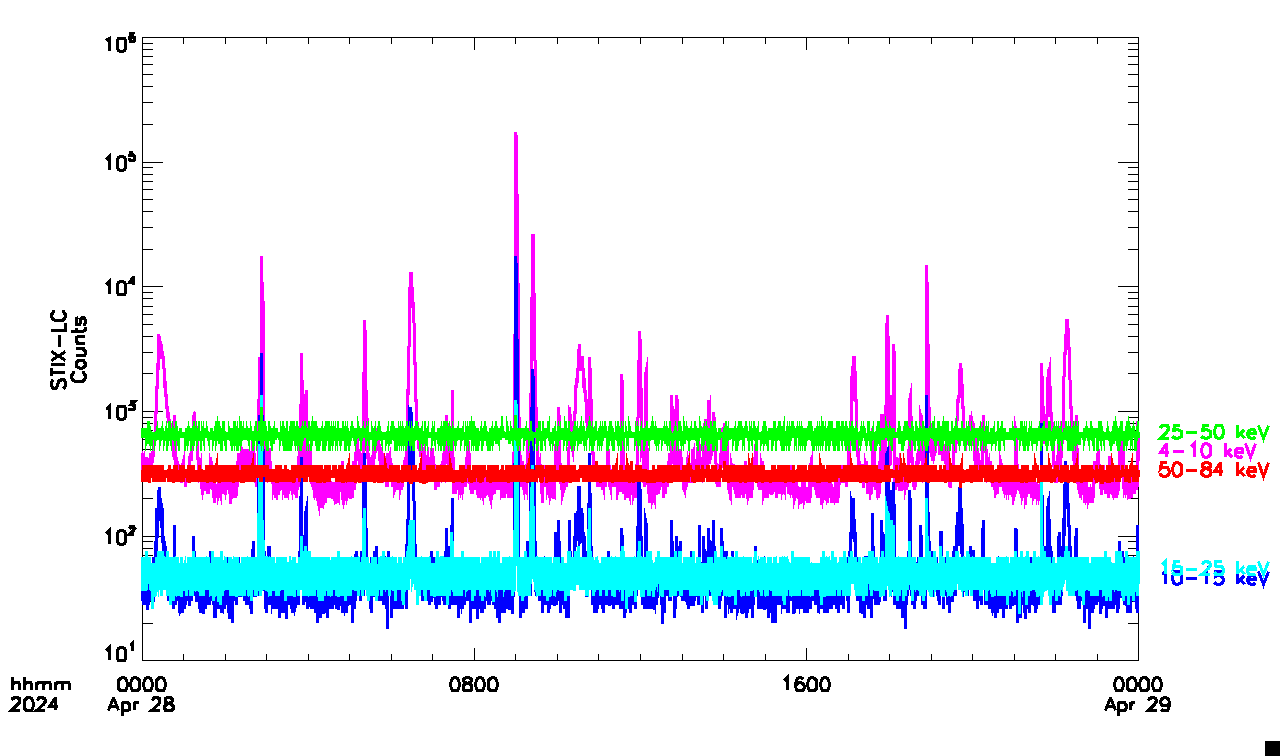 10⁶
10⁵
10⁴
10³
10²
10¹
STIX-LC
Counts
25-50 keV
4-10 keV
50-84 keV
15-25 keV
10-15 keV
hhmm 0000 0800 1600 0000
2024 Apr 28 Apr 29